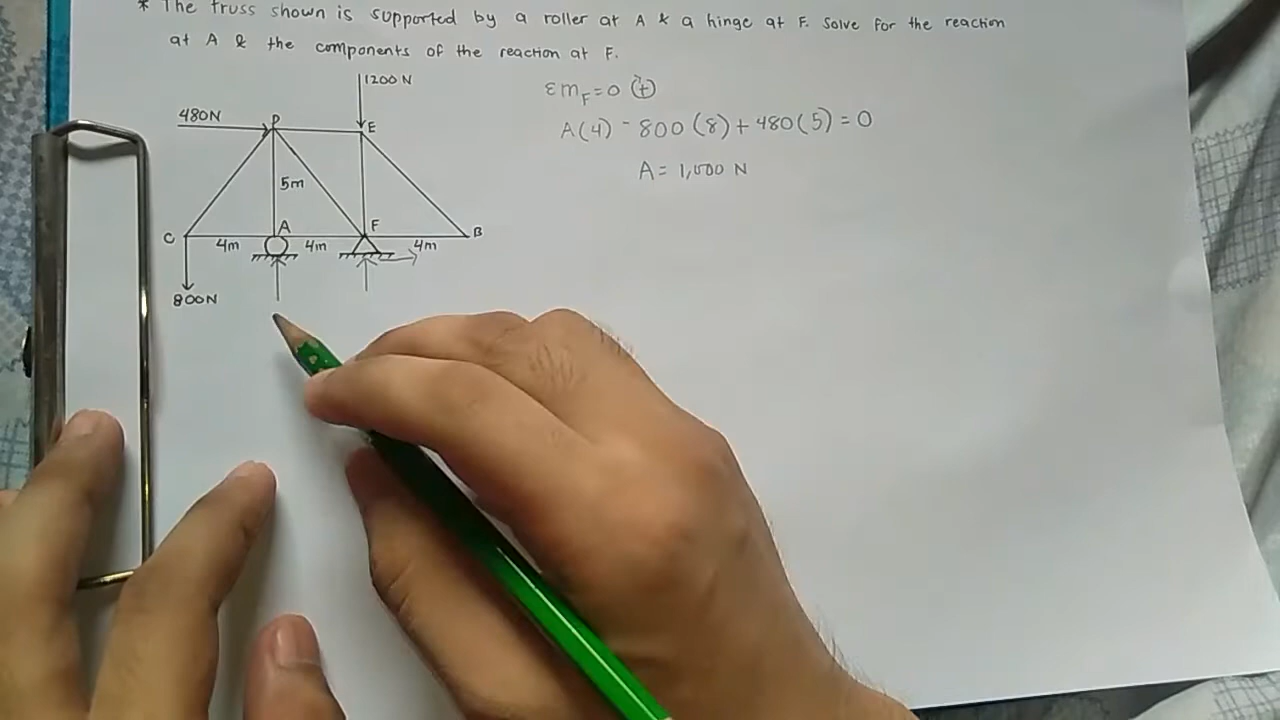 * The truss shown is supported by a roller at A & a hinge at F. Solve for the reaction
at A & the components of the reaction at F.
1200 N
480N
D
E
5m
C
A
F
B
4m
4m
4m
800N
ΣM_F = 0 (+)
A(4) - 800(8) + 480(5) = 0
A = 1,000 N